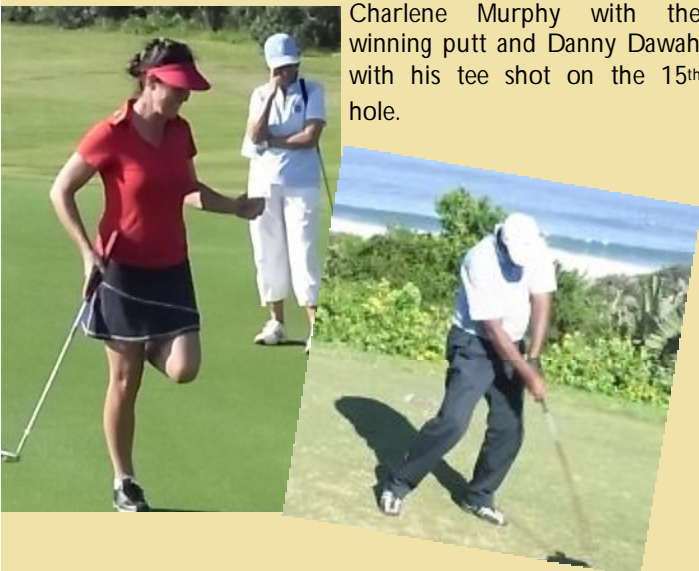 Charlene Murphy with the
winning putt and Danny Dawah
with his tee shot on the 15th
hole.